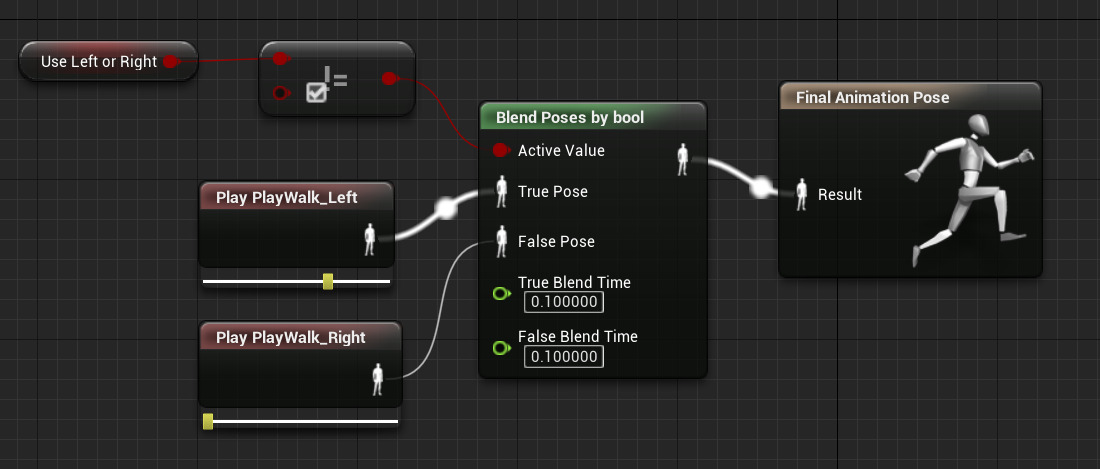 Use Left or Right
!=
Blend Poses by bool
Active Value
True Pose
False Pose
True Blend Time
0.100000
False Blend Time
0.100000
Play PlayWalk_Left
Play PlayWalk_Right
Final Animation Pose
Result